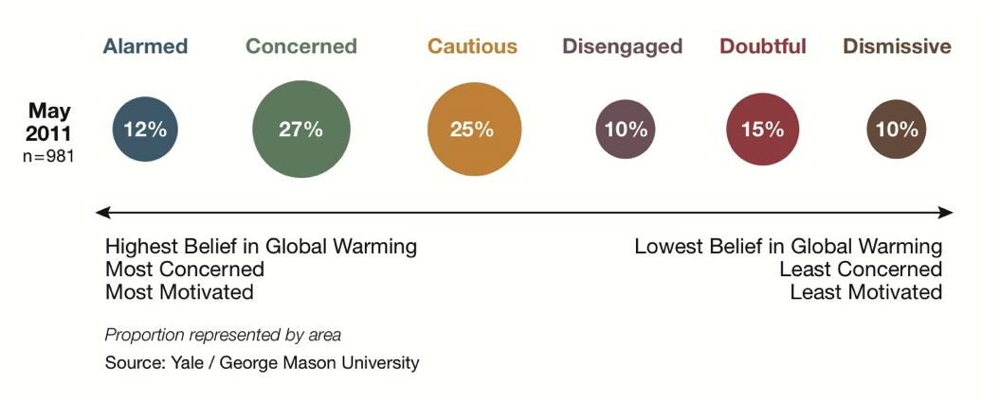 Alarmed Concerned Cautious Disengaged Doubtful Dismissive
May
2011
n=981
12% 27% 25% 10% 15% 10%
Highest Belief in Global Warming
Most Concerned
Most Motivated
Lowest Belief in Global Warming
Least Concerned
Least Motivated
Proportion represented by area
Source: Yale / George Mason University